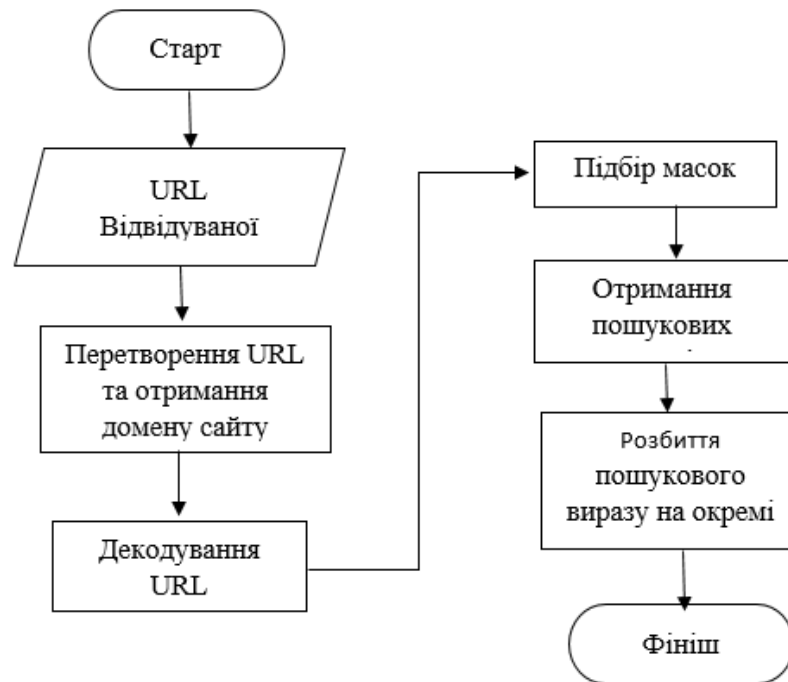 Старт
URL
Відвідуваної
Перетворення URL
та отримання
домену сайту
Декодування
URL
Підбір масок
Отримання
пошукових
Розбиття
пошукового
виразу на окремі
Фініш